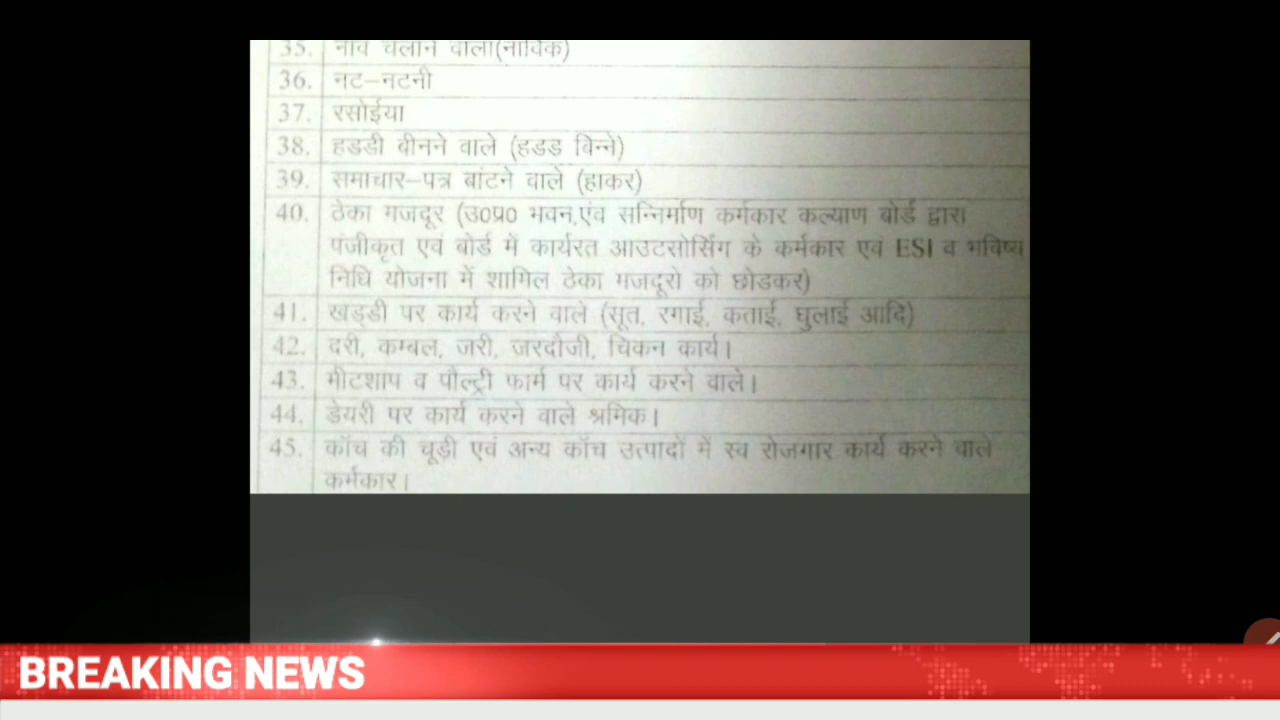 35. नाव चलाने वाला(नाविक)
36. नट–नटनी
37. रसोईया
38. हडडी बीनने वाले (हडड बिन्ने)
39. समाचार–पत्र बांटने वाले (हाकर)
40. ठेका मजदूर (उ0प्र0 भवन,एंव सन्निर्माण कर्मकार कल्याण बोर्ड द्वारा
पंजीकृत एवं बोर्ड में कार्यरत आउटसोर्सिंग के कर्मकार एवं ESI व भविष्य
निधि योजना में शामिल ठेका मजदूरो को छोडकर)
41. खड्डी पर कार्य करने वाले (सूत, रगाई, कताई, घुलाई आदि)
42. दरी, कम्बल, जरी, जरदौजी, चिकन कार्य।
43. मीटशाप व पौल्ट्री फार्म पर कार्य करने वाले।
44. डेयरी पर कार्य करने वाले श्रमिक।
45. कॉच की चूड़ी एवं अन्य कॉच उत्पादों में स्व रोजगार कार्य करने वाले
कर्मकार।
BREAKING NEWS